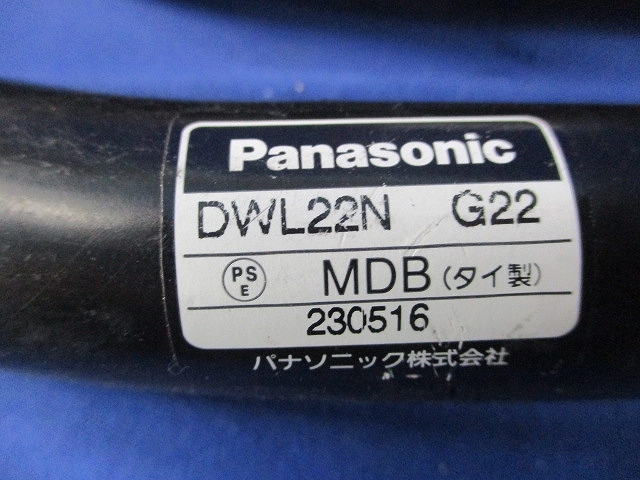 Panasonic
DWL22N G22
PS E MDB (タイ製)
230516
パナソニック株式会社